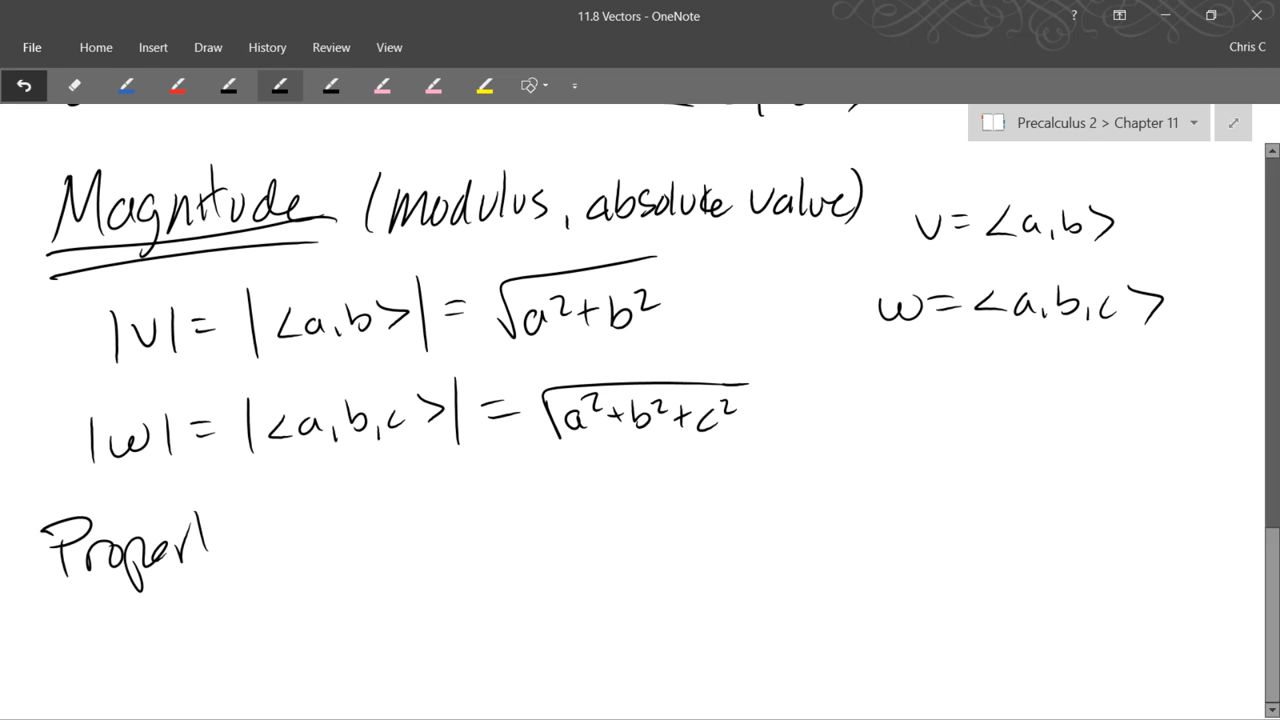 11.8 Vectors - OneNote
?
File Home Insert Draw History Review View
Chris C
Precalculus 2 > Chapter 11
Magnitude (modulus, absolute value)
v = <a,b>
|v| = |<a,b>| = √a²+b²
w = <a,b,c>
|w| = |<a,b,c>| = √a²+b²+c²
Propert